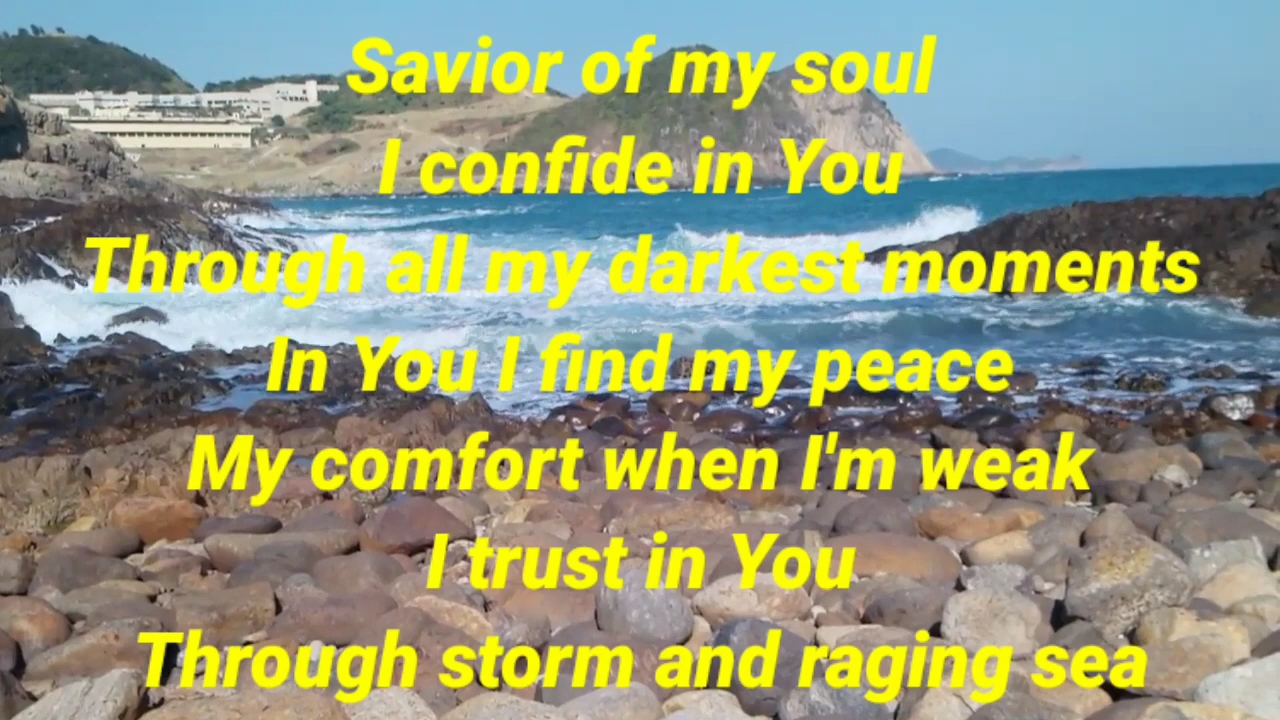 Savior of my soul
I confide in You
Through all my darkest moments
In You I find my peace
My comfort when I'm weak
I trust in You
Through storm and raging sea